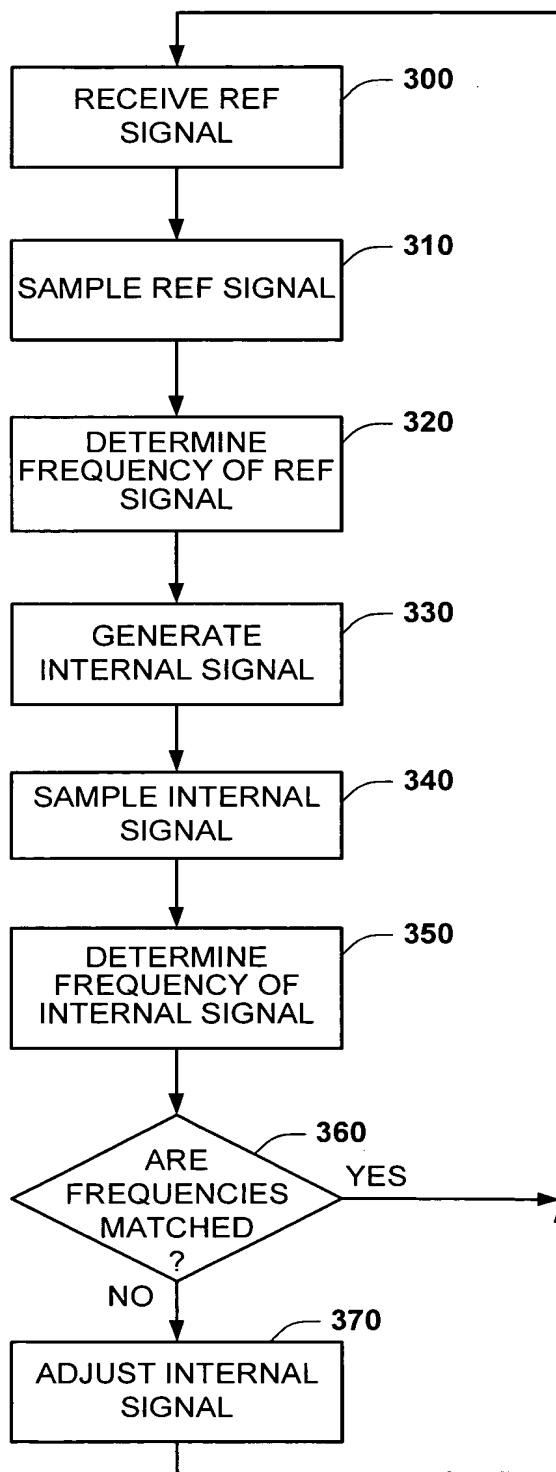 RECEIVE REF
SIGNAL
300
SAMPLE REF SIGNAL
310
DETERMINE
FREQUENCY OF REF
SIGNAL
320
GENERATE
INTERNAL SIGNAL
330
SAMPLE INTERNAL
SIGNAL
340
DETERMINE
FREQUENCY OF
INTERNAL SIGNAL
350
ARE
FREQUENCIES
MATCHED
?
360
YES
NO
ADJUST INTERNAL
SIGNAL
370